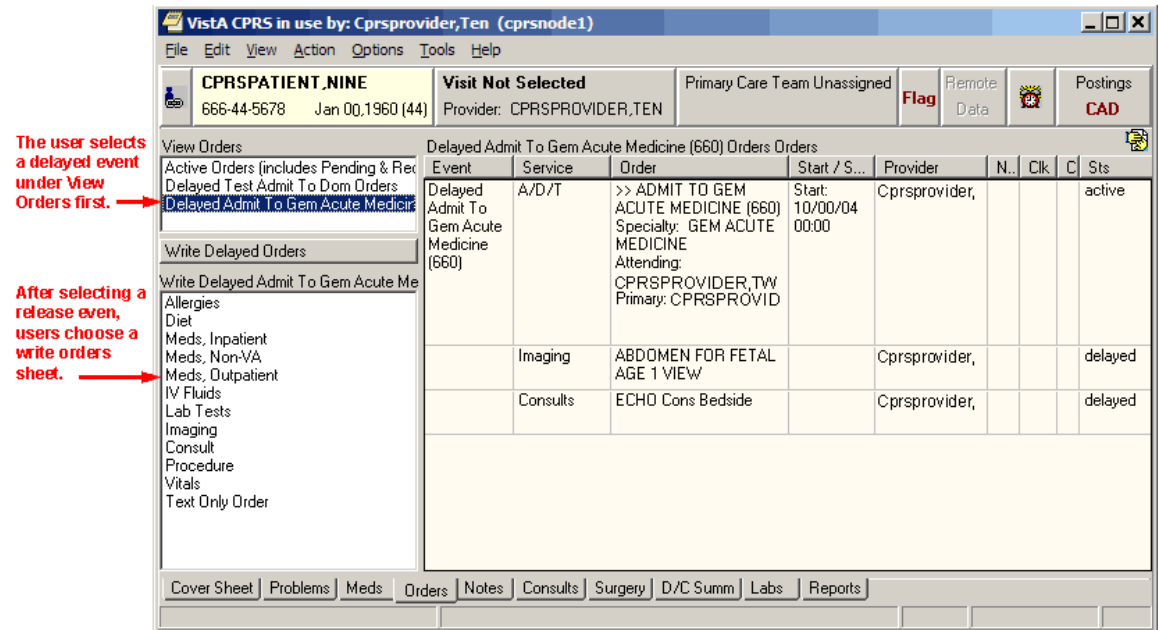 VistA CPRS in use by: Cprsprovider,Ten (cprsnode1)
File Edit View Action Options Tools Help
CPRSPATIENT,NINE
666-44-5678 Jan 00,1960 (44)
Visit Not Selected
Provider: CPRSPROVIDER,TEN
Primary Care Team Unassigned
Flag
Remote
Data
Postings
CAD
The user selects
a delayed event
under View
Orders first.
View Orders
Active Orders (includes Pending & Rec
Delayed Test Admit To Dom Orders
Delayed Admit To Gem Acute Medicin
Write Delayed Orders
After selecting a
release even,
users choose a
write orders
sheet.
Write Delayed Admit To Gem Acute Me
Allergies
Diet
Meds, Inpatient
Meds, Non-VA
Meds, Outpatient
IV Fluids
Lab Tests
Imaging
Consult
Procedure
Vitals
Text Only Order
Delayed Admit To Gem Acute Medicine (660) Orders Orders
Event Service Order Start / S... Provider N.. Clk C Sts
Delayed
Admit To
Gem Acute
Medicine
(660)
A/D/T
>> ADMIT TO GEM
ACUTE MEDICINE (660)
Specialty: GEM ACUTE
MEDICINE
Attending:
CPRSPROVIDER,TW
Primary: CPRSPROVID
Start:
10/00/04
00:00
Cprsprovider,
active
Imaging
ABDOMEN FOR FETAL
AGE 1 VIEW
Cprsprovider,
delayed
Consults
ECHO Cons Bedside
Cprsprovider,
delayed
Cover Sheet Problems Meds Orders Notes Consults Surgery D/C Summ Labs Reports